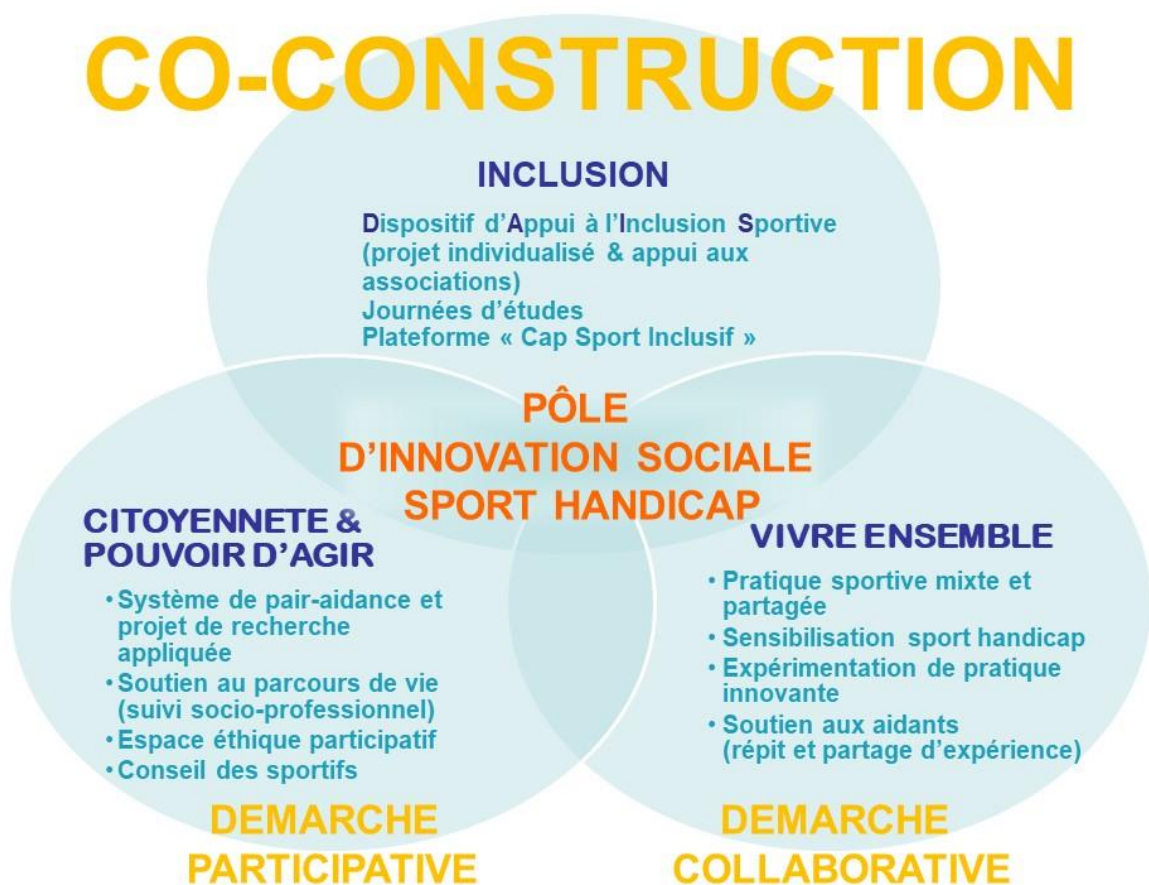 CO-CONSTRUCTION
INCLUSION
Dispositif d’Appui à l’Inclusion Sportive
(projet individualisé & appui aux
associations)
Journées d’études
Plateforme « Cap Sport Inclusif »
PÔLE
D’INNOVATION SOCIALE
SPORT HANDICAP
CITOYENNETE &
POUVOIR D’AGIR
• Système de pair-aidance et
projet de recherche
appliquée
• Soutien au parcours de vie
(suivi socio-professionnel)
• Espace éthique participatif
• Conseil des sportifs
VIVRE ENSEMBLE
• Pratique sportive mixte et
partagée
• Sensibilisation sport handicap
• Expérimentation de pratique
innovante
• Soutien aux aidants
(répit et partage d’expérience)
DEMARCHE
PARTICIPATIVE
DEMARCHE
COLLABORATIVE